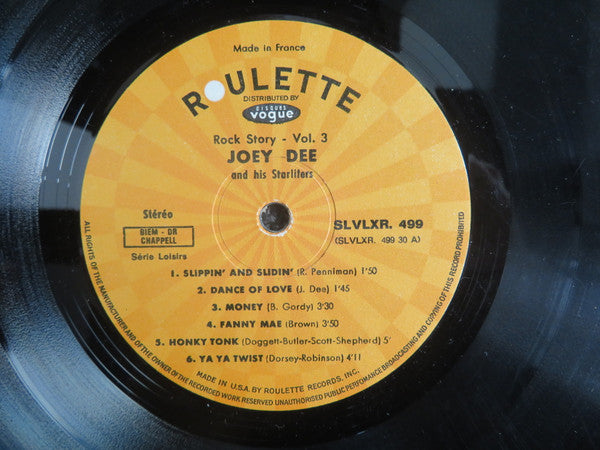 Made in France
ROULETTE
DISTRIBUTED BY
DISQUES
vogue
Rock Story - Vol. 3
JOEY DEE
and his Starliters
Stéréo
BIEM - DR
CHAPPELL
Série Loisirs
SLVLXR. 499
(SLVLXR. 499 30 A)
1. SLIPPIN' AND SLIDIN' (R. Penniman) 1'50
2. DANCE OF LOVE (J. Dee) 1'45
3. MONEY (B. Gordy) 3'30
4. FANNY MAE (Brown) 3'50
5. HONKY TONK (Doggett-Butler-Scott-Shepherd) 5'
6. YA YA TWIST (Dorsey-Robinson) 4'11
MADE IN U.S.A. BY ROULETTE RECORDS, INC.
ALL RIGHTS OF THE MANUFACTURER AND OF THE OWNER OF THE RECORDED WORK RESERVED UNAUTHORISED PUBLIC PERFOMANCE BROADCASTING AND COPYING OF THIS RECORD PROHIBITED